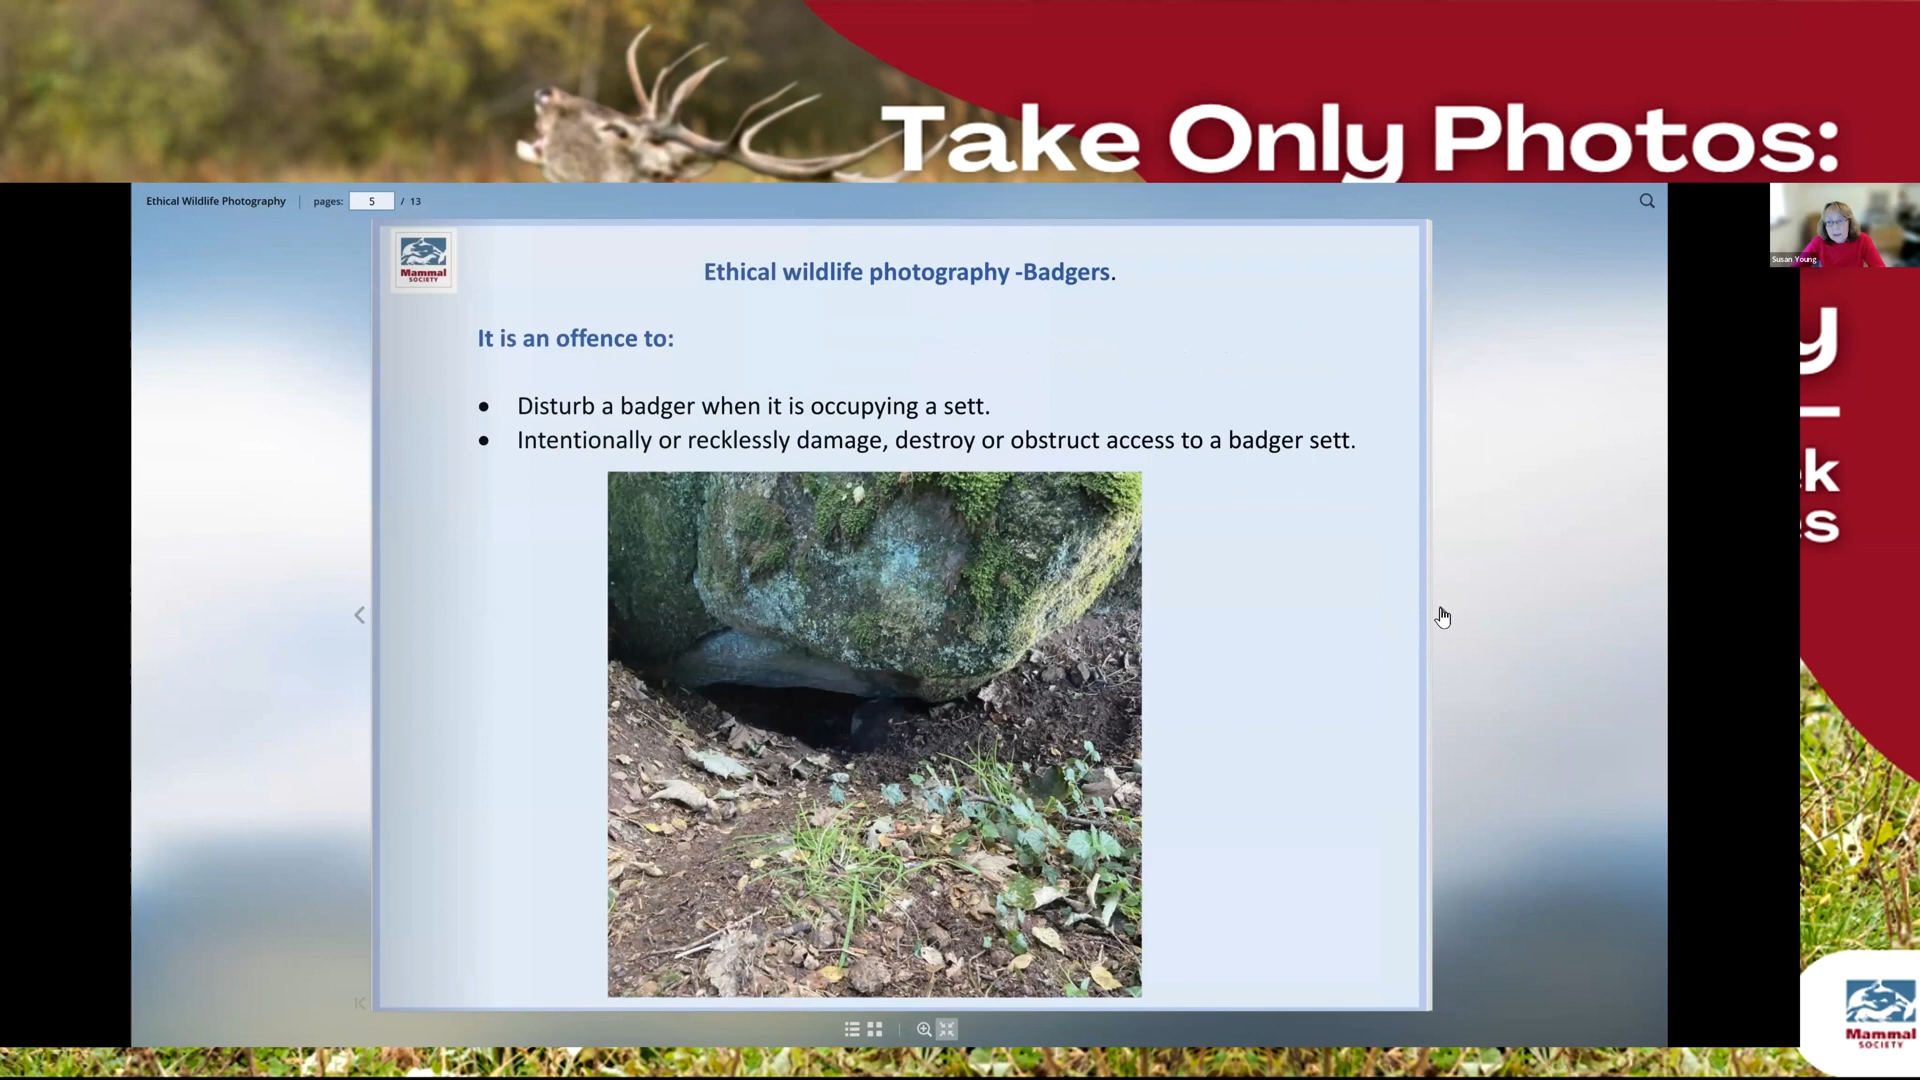 Take Only Photos:
Ethical Wildlife Photography
pages: 5 / 13
Susan Young
Mammal
SOCIETY
Ethical wildlife photography -Badgers.
It is an offence to:
• Disturb a badger when it is occupying a sett.
• Intentionally or recklessly damage, destroy or obstruct access to a badger sett.
y
k
s
Mammal
SOCIETY